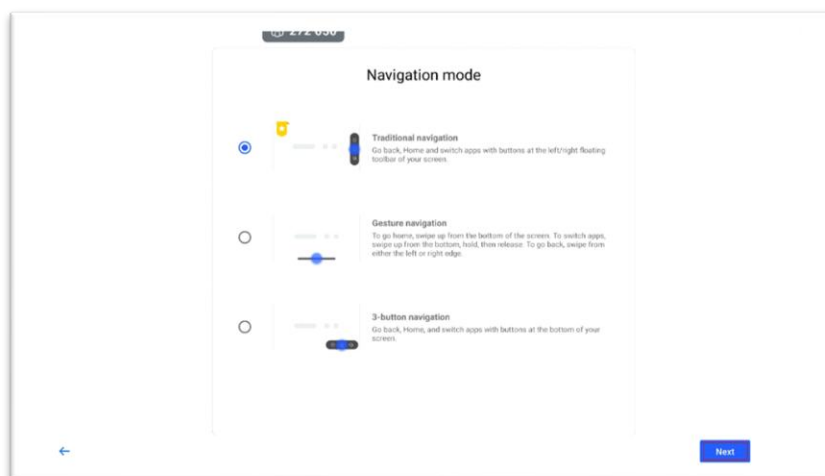 Navigation mode
Traditional navigation
Go back, Home and switch apps with buttons at the left/right floating
toolbar of your screen.
Gesture navigation
To go home, swipe up from the bottom of the screen. To switch apps,
swipe up from the bottom, hold, then release. To go back, swipe from
either the left or right edge.
3-button navigation
Go back, Home, and switch apps with buttons at the bottom of your
screen.
Next